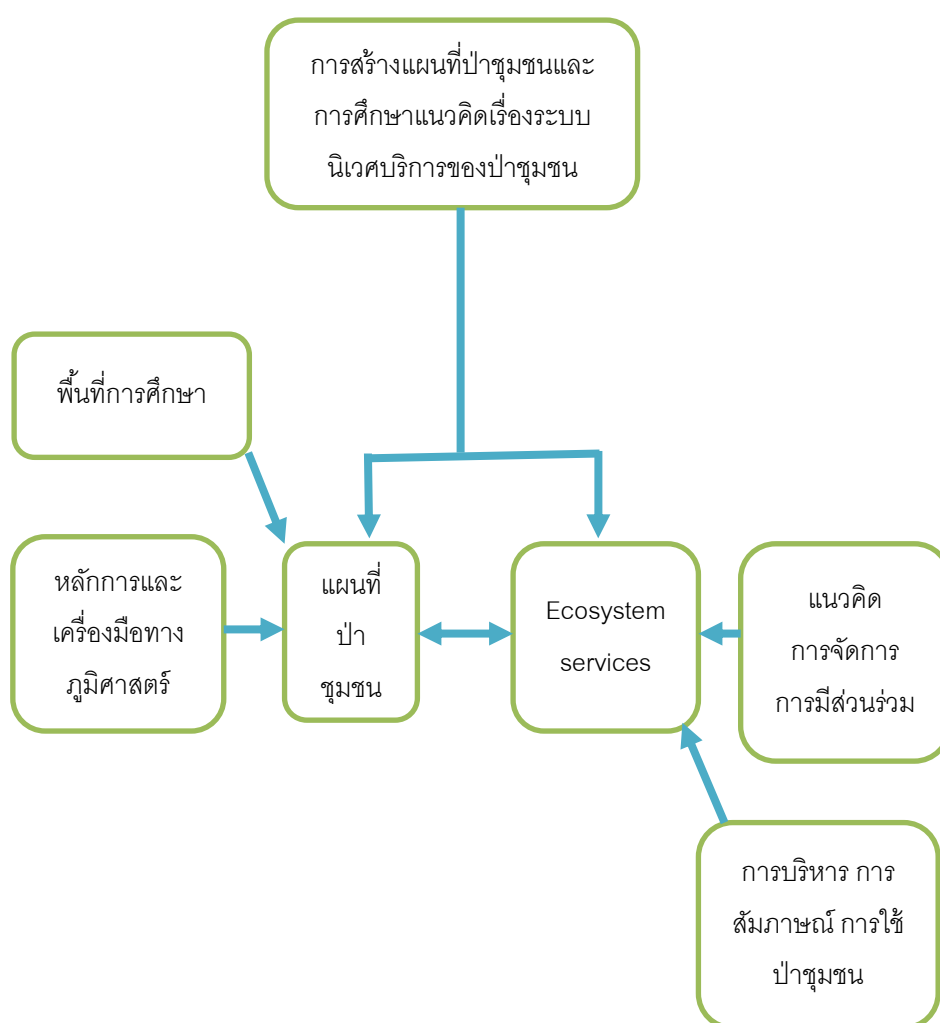 การสร้างแผนที่ป่าชุมชนและ
การศึกษาแนวคิดเรื่องระบบ
นิเวศบริการของป่าชุมชน
พื้นที่การศึกษา
หลักการและ
เครื่องมือทาง
ภูมิศาสตร์
แผนที่
ป่า
ชุมชน
Ecosystem
services
แนวคิด
การจัดการ
การมีส่วนร่วม
การบริหาร การ
สัมภาษณ์ การใช้
ป่าชุมชน